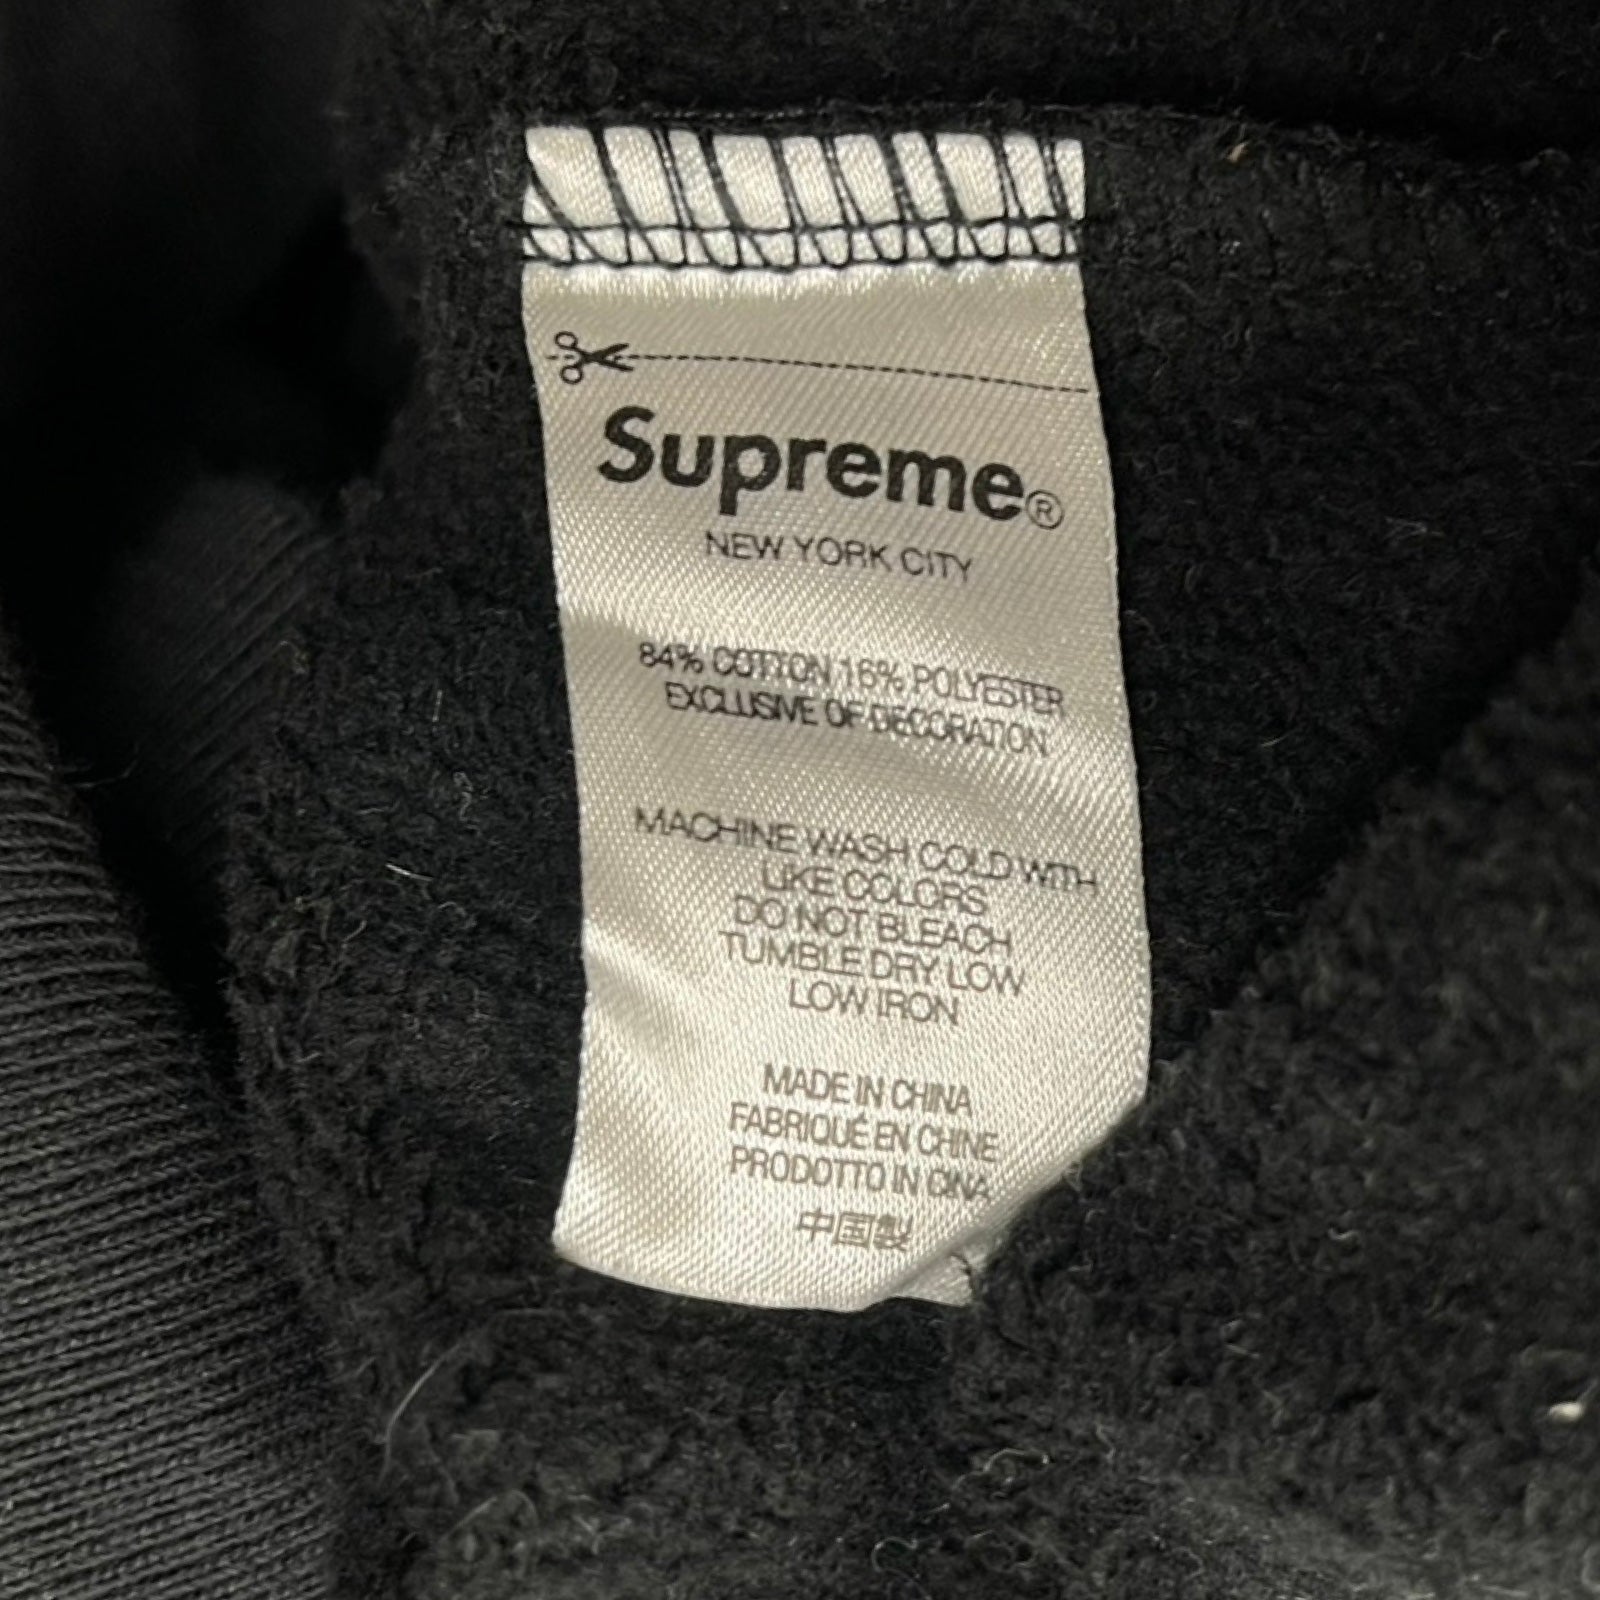 Supreme®
NEW YORK CITY
84% COTTON 16% POLYESTER
EXCLUSIVE OF DECORATION
MACHINE WASH COLD WITH
LIKE COLORS
DO NOT BLEACH
TUMBLE DRY LOW
LOW IRON
MADE IN CHINA
FABRIQUÉ EN CHINE
PRODOTTO IN CINA
中国製